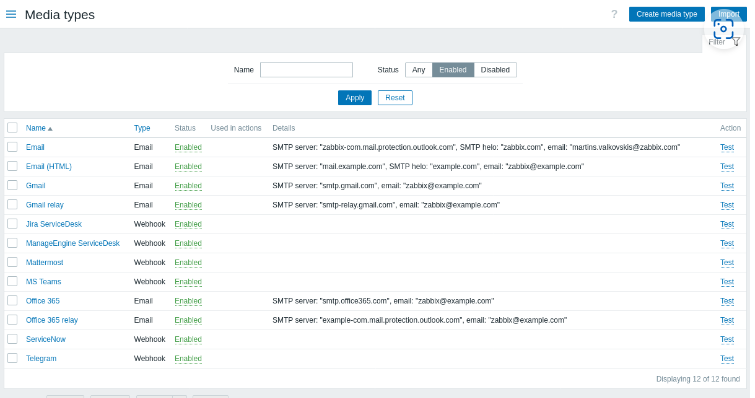 Media types ? Create media type Import
Filter
Name Status Any Enabled Disabled
Apply Reset
Name Type Status Used in actions Details Action
Email Email Enabled SMTP server: "zabbix-com.mail.protection.outlook.com", SMTP helo: "zabbix.com", email: "martins.valkovskis@zabbix.com" Test
Email (HTML) Email Enabled SMTP server: "mail.example.com", SMTP helo: "example.com", email: "zabbix@example.com" Test
Gmail Email Enabled SMTP server: "smtp.gmail.com", email: "zabbix@example.com" Test
Gmail relay Email Enabled SMTP server: "smtp-relay.gmail.com", email: "zabbix@example.com" Test
Jira ServiceDesk Webhook Enabled Test
ManageEngine ServiceDesk Webhook Enabled Test
Mattermost Webhook Enabled Test
MS Teams Webhook Enabled Test
Office 365 Email Enabled SMTP server: "smtp.office365.com", email: "zabbix@example.com" Test
Office 365 relay Email Enabled SMTP server: "example-com.mail.protection.outlook.com", email: "zabbix@example.com" Test
ServiceNow Webhook Enabled Test
Telegram Webhook Enabled Test
Displaying 12 of 12 found